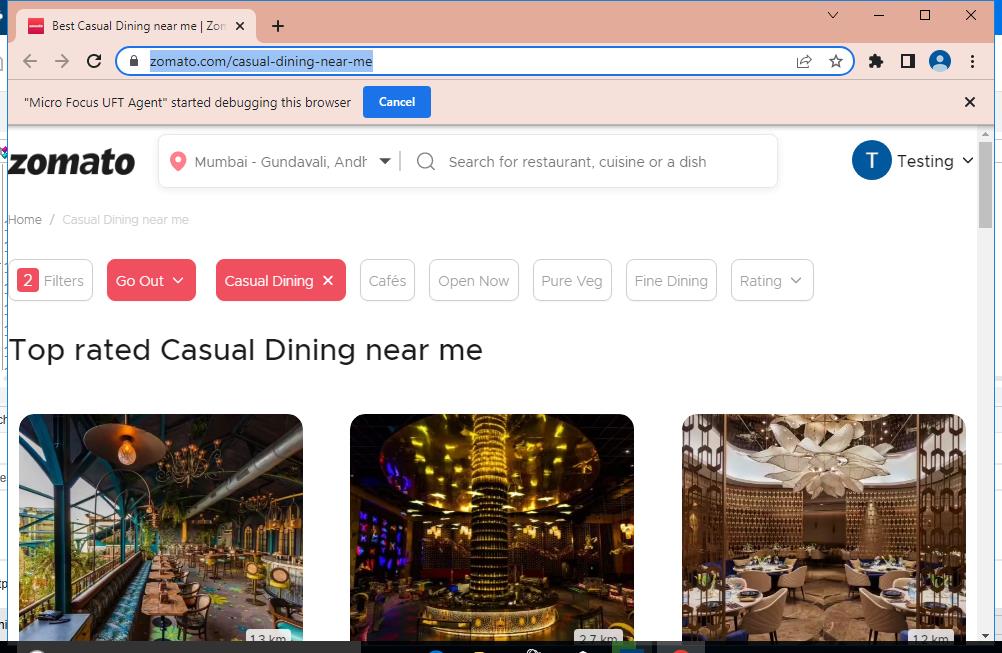 zomato
Best Casual Dining near me | Zon
zomato.com/casual-dining-near-me
"Micro Focus UFT Agent" started debugging this browser
Cancel
zomato
Mumbai - Gundavali, Andh
Search for restaurant, cuisine or a dish
T
Testing
Home / Casual Dining near me
2 Filters
Go Out
Casual Dining
Cafés
Open Now
Pure Veg
Fine Dining
Rating
Top rated Casual Dining near me
1.3 km
2.7 km
1.2 km